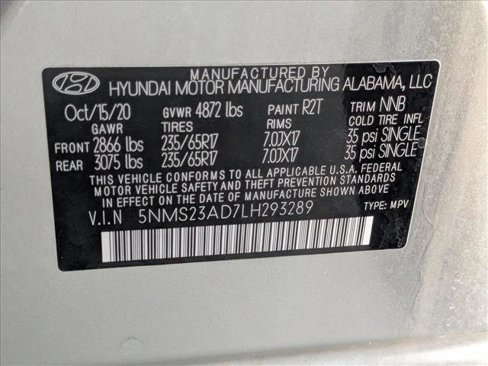 MANUFACTURED BY
HYUNDAI MOTOR MANUFACTURING ALABAMA, LLC
Oct/15/20 GVWR 4872 lbs PAINT R2T TRIM NNB
GAWR TIRES RIMS COLD TIRE INFL
FRONT 2866 lbs 235/65R17 7.0JX17 35 psi SINGLE
REAR 3075 lbs 235/65R17 7.0JX17 35 psi SINGLE
THIS VEHICLE CONFORMS TO ALL APPLICABLE U.S.A. FEDERAL
MOTOR VEHICLE SAFETY, BUMPER, AND THEFT PREVENTION STANDARDS
IN EFFECT ON THE DATE OF MANUFACTURE SHOWN ABOVE.
V.I.N 5NMS23AD7LH293289 TYPE: MPV